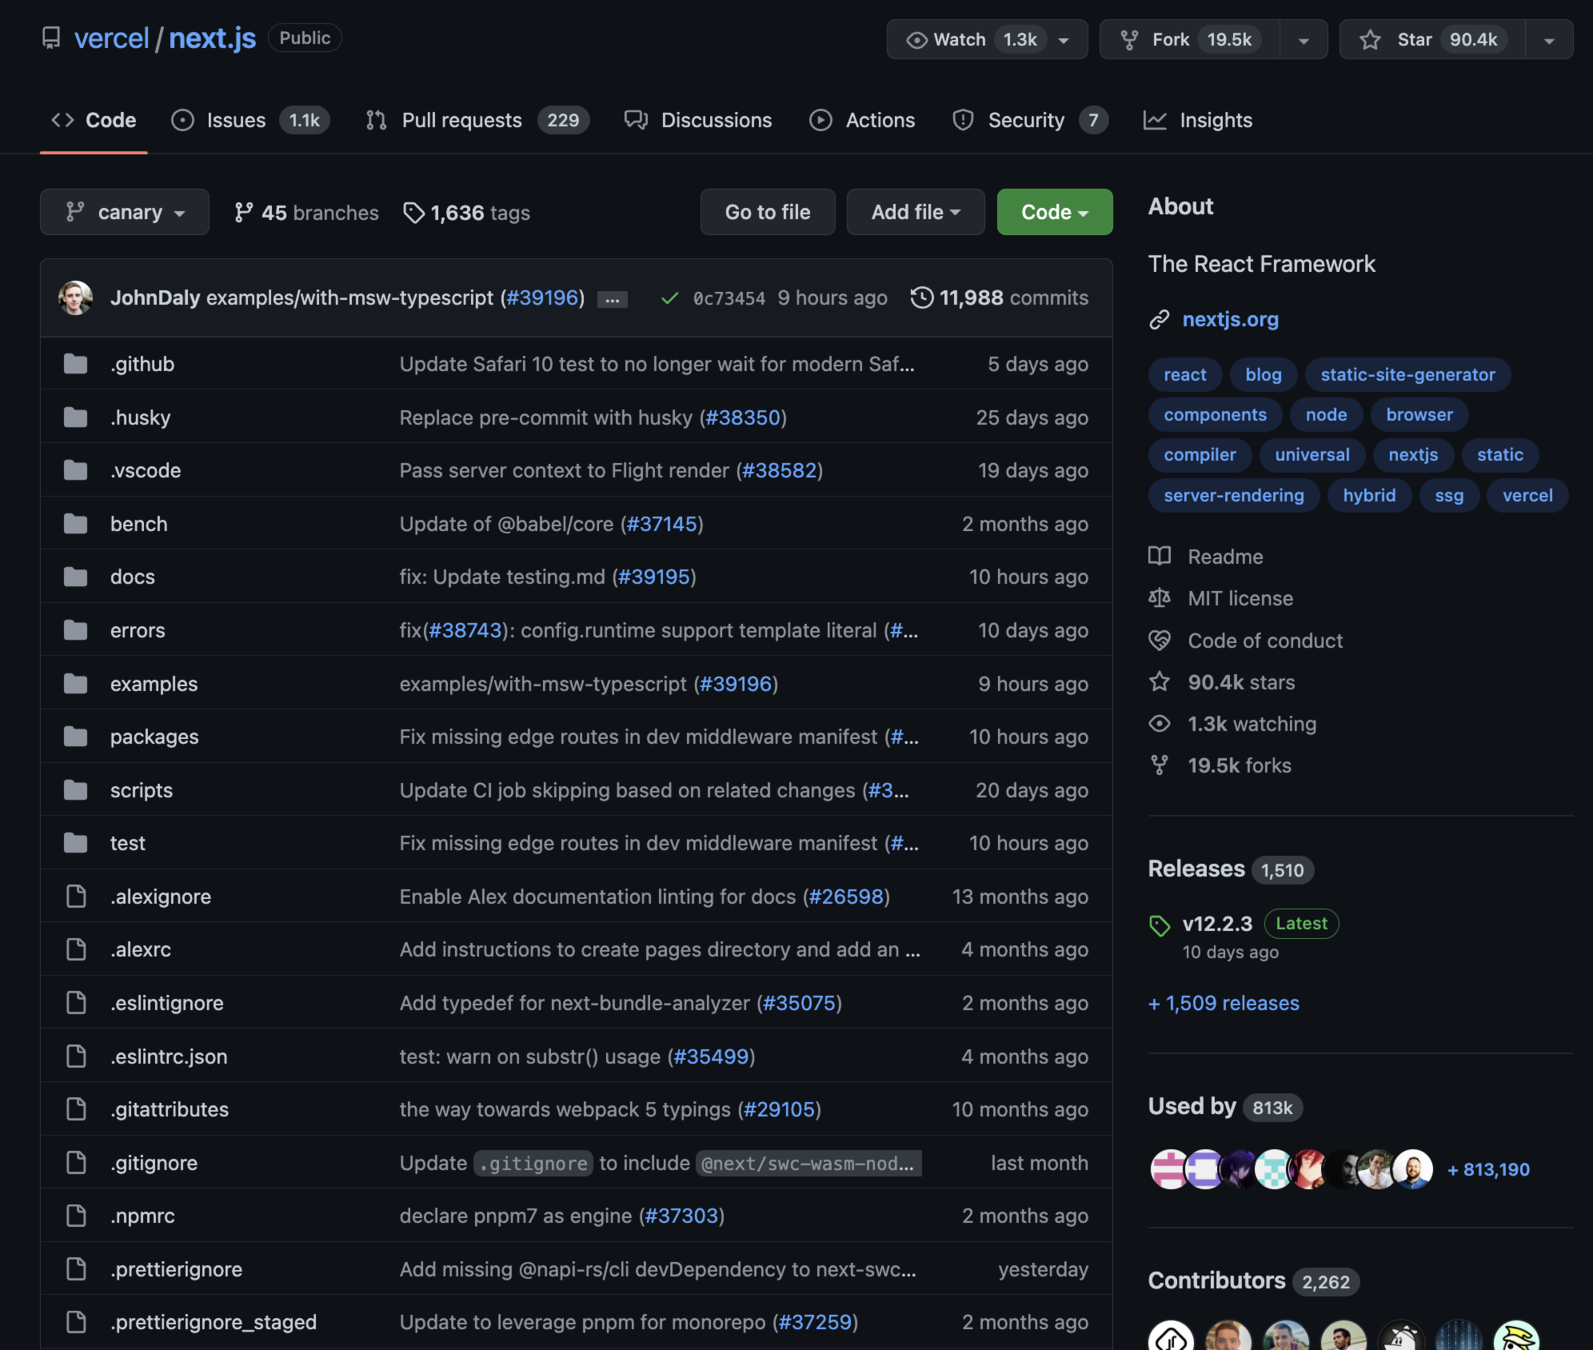 vercel / next.js Public
Watch 1.3k
Fork 19.5k
Star 90.4k
Code
Issues 1.1k
Pull requests 229
Discussions
Actions
Security 7
Insights
canary
45 branches
1,636 tags
Go to file
Add file
Code
JohnDaly examples/with-msw-typescript (#39196) ... 0c73454 9 hours ago 11,988 commits
.github Update Safari 10 test to no longer wait for modern Saf... 5 days ago
.husky Replace pre-commit with husky (#38350) 25 days ago
.vscode Pass server context to Flight render (#38582) 19 days ago
bench Update of @babel/core (#37145) 2 months ago
docs fix: Update testing.md (#39195) 10 hours ago
errors fix(#38743): config.runtime support template literal (#... 10 days ago
examples examples/with-msw-typescript (#39196) 9 hours ago
packages Fix missing edge routes in dev middleware manifest (#... 10 hours ago
scripts Update CI job skipping based on related changes (#3... 20 days ago
test Fix missing edge routes in dev middleware manifest (#... 10 hours ago
.alexignore Enable Alex documentation linting for docs (#26598) 13 months ago
.alexrc Add instructions to create pages directory and add an ... 4 months ago
.eslintignore Add typedef for next-bundle-analyzer (#35075) 2 months ago
.eslintrc.json test: warn on substr() usage (#35499) 4 months ago
.gitattributes the way towards webpack 5 typings (#29105) 10 months ago
.gitignore Update .gitignore to include @next/swc-wasm-nod... last month
.npmrc declare pnpm7 as engine (#37303) 2 months ago
.prettierignore Add missing @napi-rs/cli devDependency to next-swc... yesterday
.prettierignore_staged Update to leverage pnpm for monorepo (#37259) 2 months ago
About
The React Framework
nextjs.org
react blog static-site-generator
components node browser
compiler universal nextjs static
server-rendering hybrid ssg vercel
Readme
MIT license
Code of conduct
90.4k stars
1.3k watching
19.5k forks
Releases 1,510
v12.2.3 Latest
10 days ago
+ 1,509 releases
Used by 813k
+ 813,190
Contributors 2,262